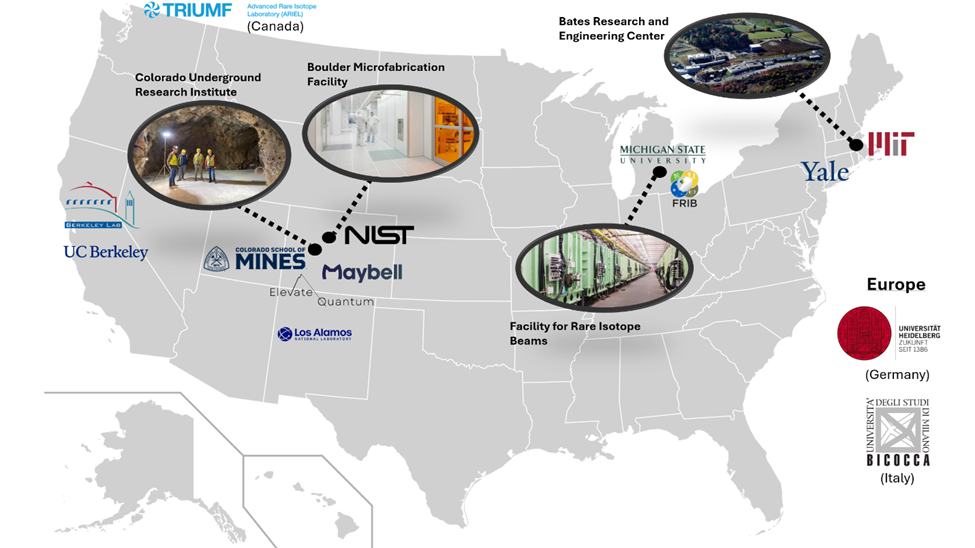 TRIUMF
Advanced Rare Isotope
Laboratory (ARIEL)
(Canada)
Bates Research and
Engineering Center
Colorado Underground
Research Institute
Boulder Microfabrication
Facility
MICHIGAN STATE
UNIVERSITY
FRIB
MIT
Yale
BERKELEY LAB
UC Berkeley
COLORADO SCHOOL OF
MINES
NIST
Maybell
Elevate
Quantum
Los Alamos
NATIONAL LABORATORY
Facility for Rare Isotope
Beams
Europe
UNIVERSITÄT
HEIDELBERG
ZUKUNFT
SEIT 1386
(Germany)
UNIVERSITA'
DEGLI STUDI
DI MILANO
BICOCCA
(Italy)